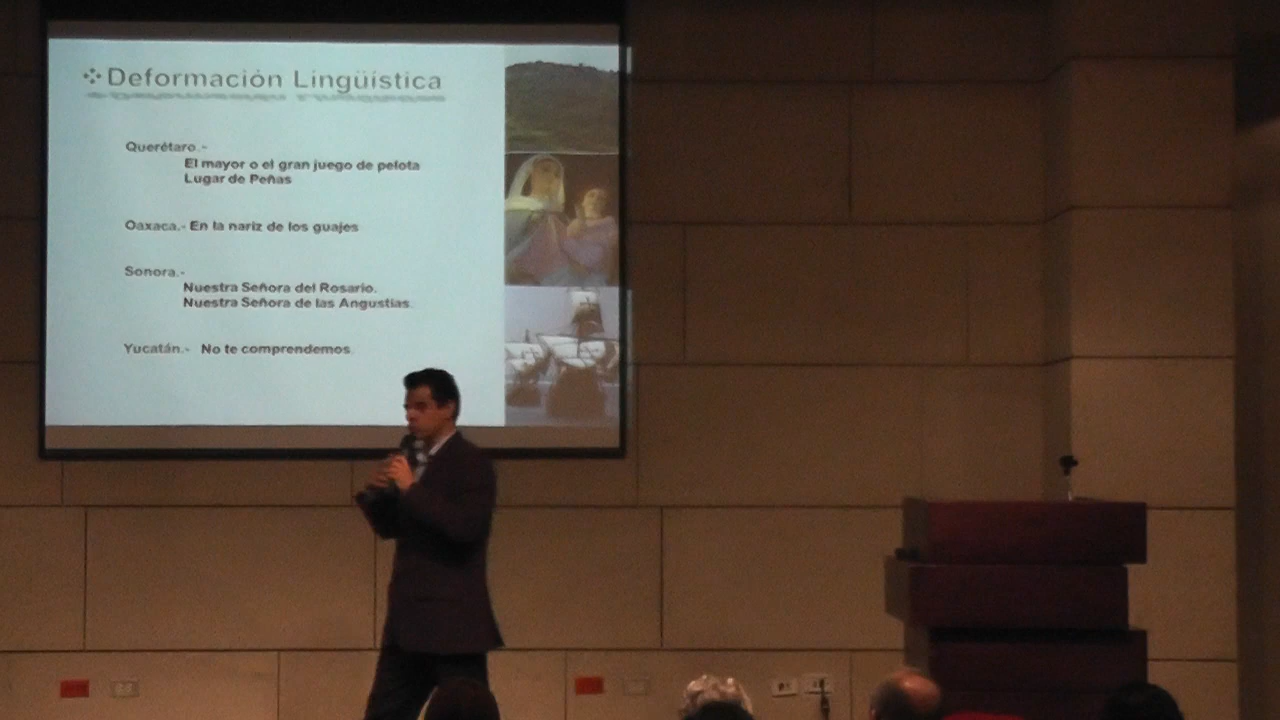 Deformación Lingüística
Querétaro.-
El mayor o el gran juego de pelota
Lugar de Peñas
Oaxaca.- En la nariz de los guajes
Sonora.-
Nuestra Señora del Rosario.
Nuestra Señora de las Angustias
Yucatán.- No te comprendemos